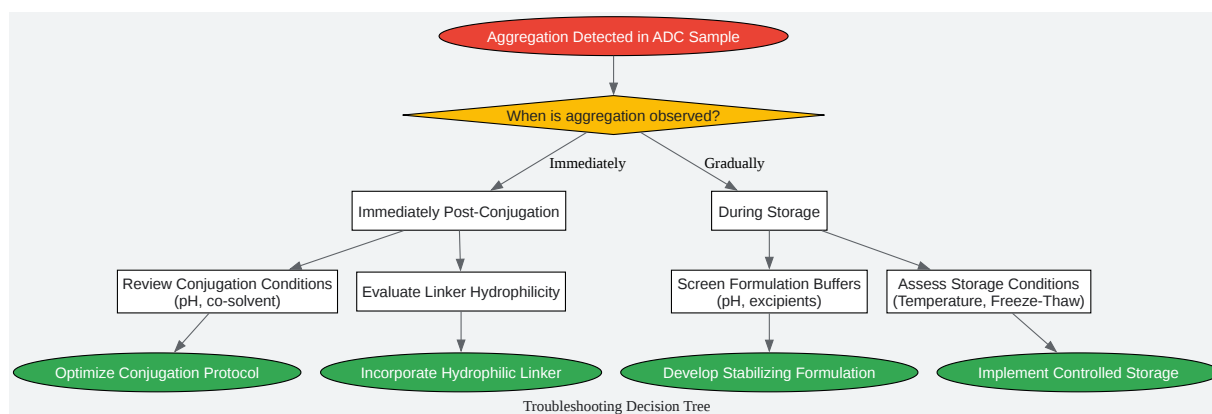 Aggregation Detected in ADC Sample
When is aggregation observed?
Immediately
Gradually
Immediately Post-Conjugation
During Storage
Review Conjugation Conditions
(pH, co-solvent)
Evaluate Linker Hydrophilicity
Screen Formulation Buffers
(pH, excipients)
Assess Storage Conditions
(Temperature, Freeze-Thaw)
Optimize Conjugation Protocol
Incorporate Hydrophilic Linker
Develop Stabilizing Formulation
Implement Controlled Storage
Troubleshooting Decision Tree